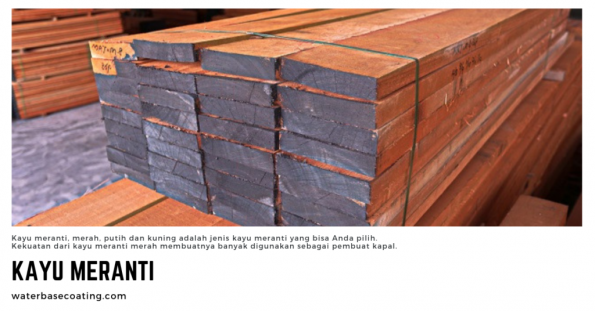 Kayu meranti, merah, putih dan kuning adalah jenis kayu meranti yang bisa Anda pilih.
Kekuatan dari kayu meranti merah membuatnya banyak digunakan sebagai pembuat kapal.
KAYU MERANTI
waterbasecoating.com